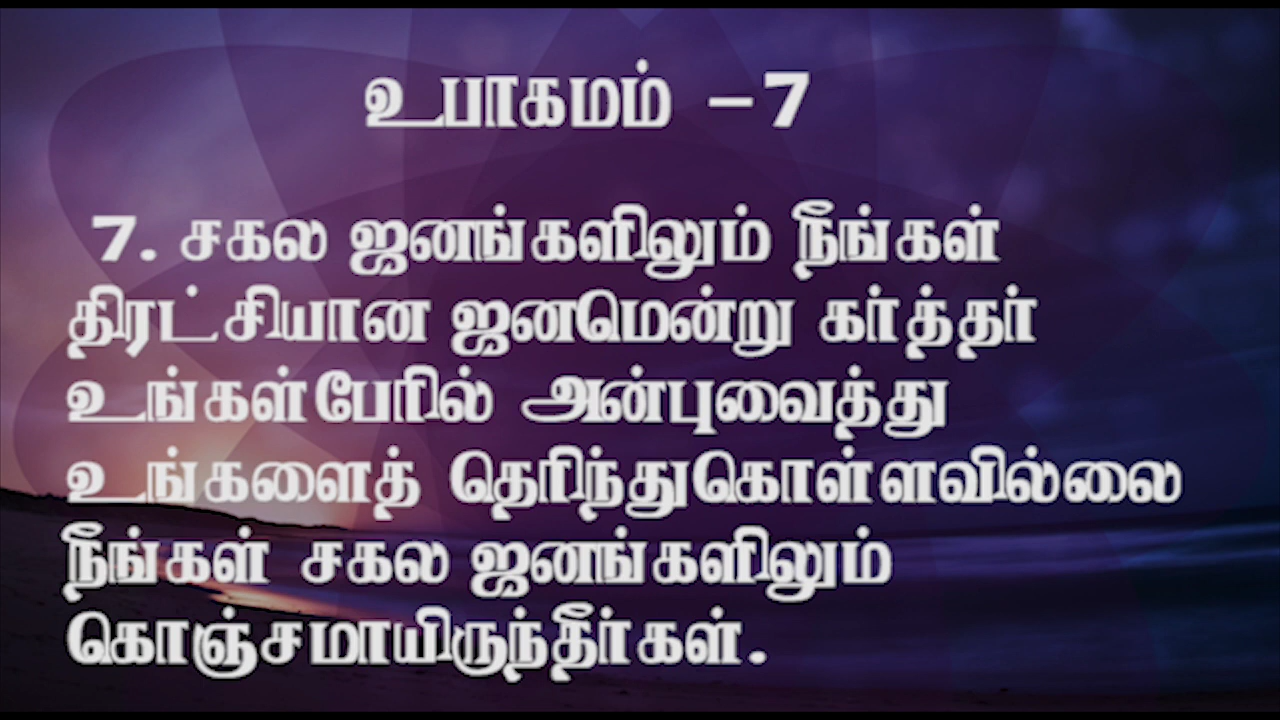 உபாகமம் -7
7. சகல ஜனங்களிலும் நீங்கள்
திரட்சியான ஜனமென்று கர்த்தர்
உங்கள்பேரில் அன்புவைத்து
உங்களைத் தெரிந்துகொள்ளவில்லை
நீங்கள் சகல ஜனங்களிலும்
கொஞ்சமாயிருந்தீர்கள்.